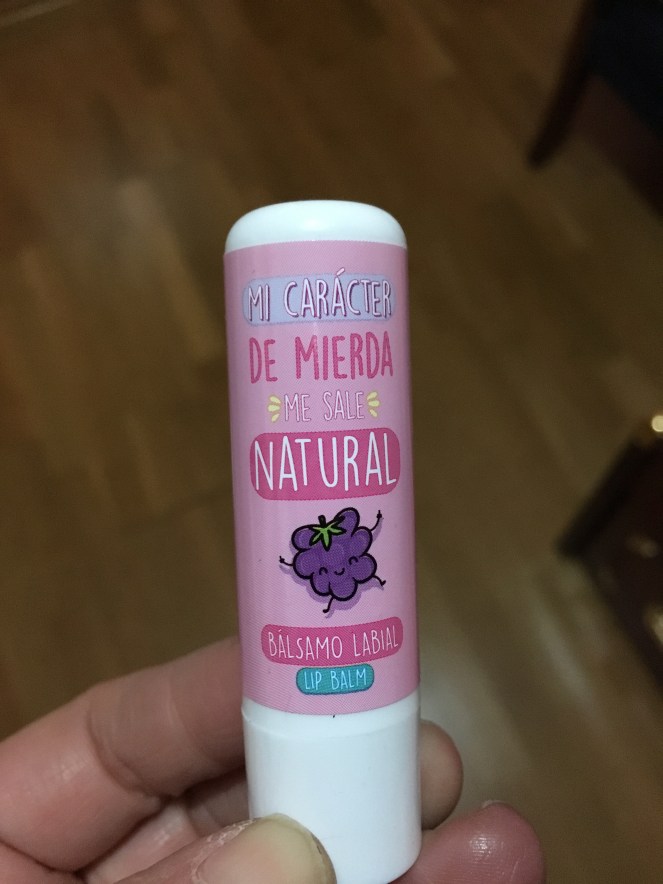 MI CARÁCTER
DE MIERDA
ME SALE
NATURAL
BÁLSAMO LABIAL
LIP BALM